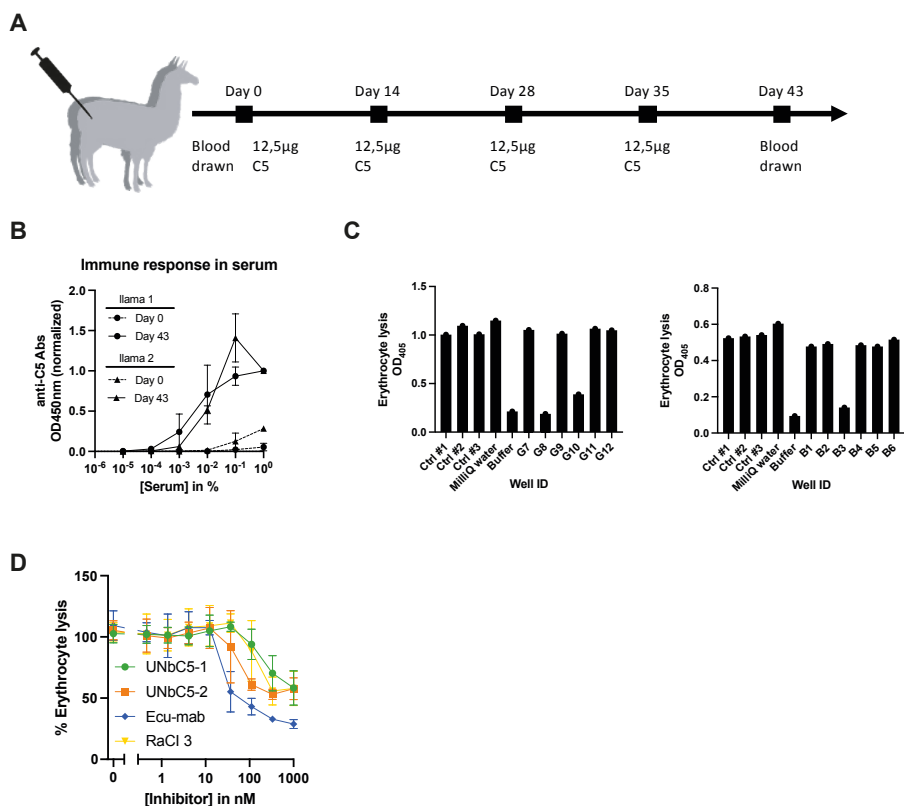 A
Day 0 Day 14 Day 28 Day 35 Day 43
Blood drawn 12,5µg C5 12,5µg C5 12,5µg C5 12,5µg C5 Blood drawn
B
Immune response in serum
llama 1
Day 0
Day 43
llama 2
Day 0
Day 43
anti-C5 Abs
OD450nm (normalized)
2.0
1.5
1.0
0.5
0.0
10-6 10-5 10-4 10-3 10-2 10-1 100
[Serum] in %
C
Erythrocyte lysis
OD405
1.5
1.0
0.5
0.0
Ctrl #1 Ctrl #2 Ctrl #3 MilliQ water Buffer G7 G8 G9 G10 G11 G12
Well ID
Erythrocyte lysis
OD405
0.8
0.6
0.4
0.2
0.0
Ctrl #1 Ctrl #2 Ctrl #3 MilliQ water Buffer B1 B2 B3 B4 B5 B6
Well ID
D
% Erythrocyte lysis
150
100
50
0
UNbC5-1
UNbC5-2
Ecu-mab
RaCI 3
0 1 10 100 1000
[Inhibitor] in nM